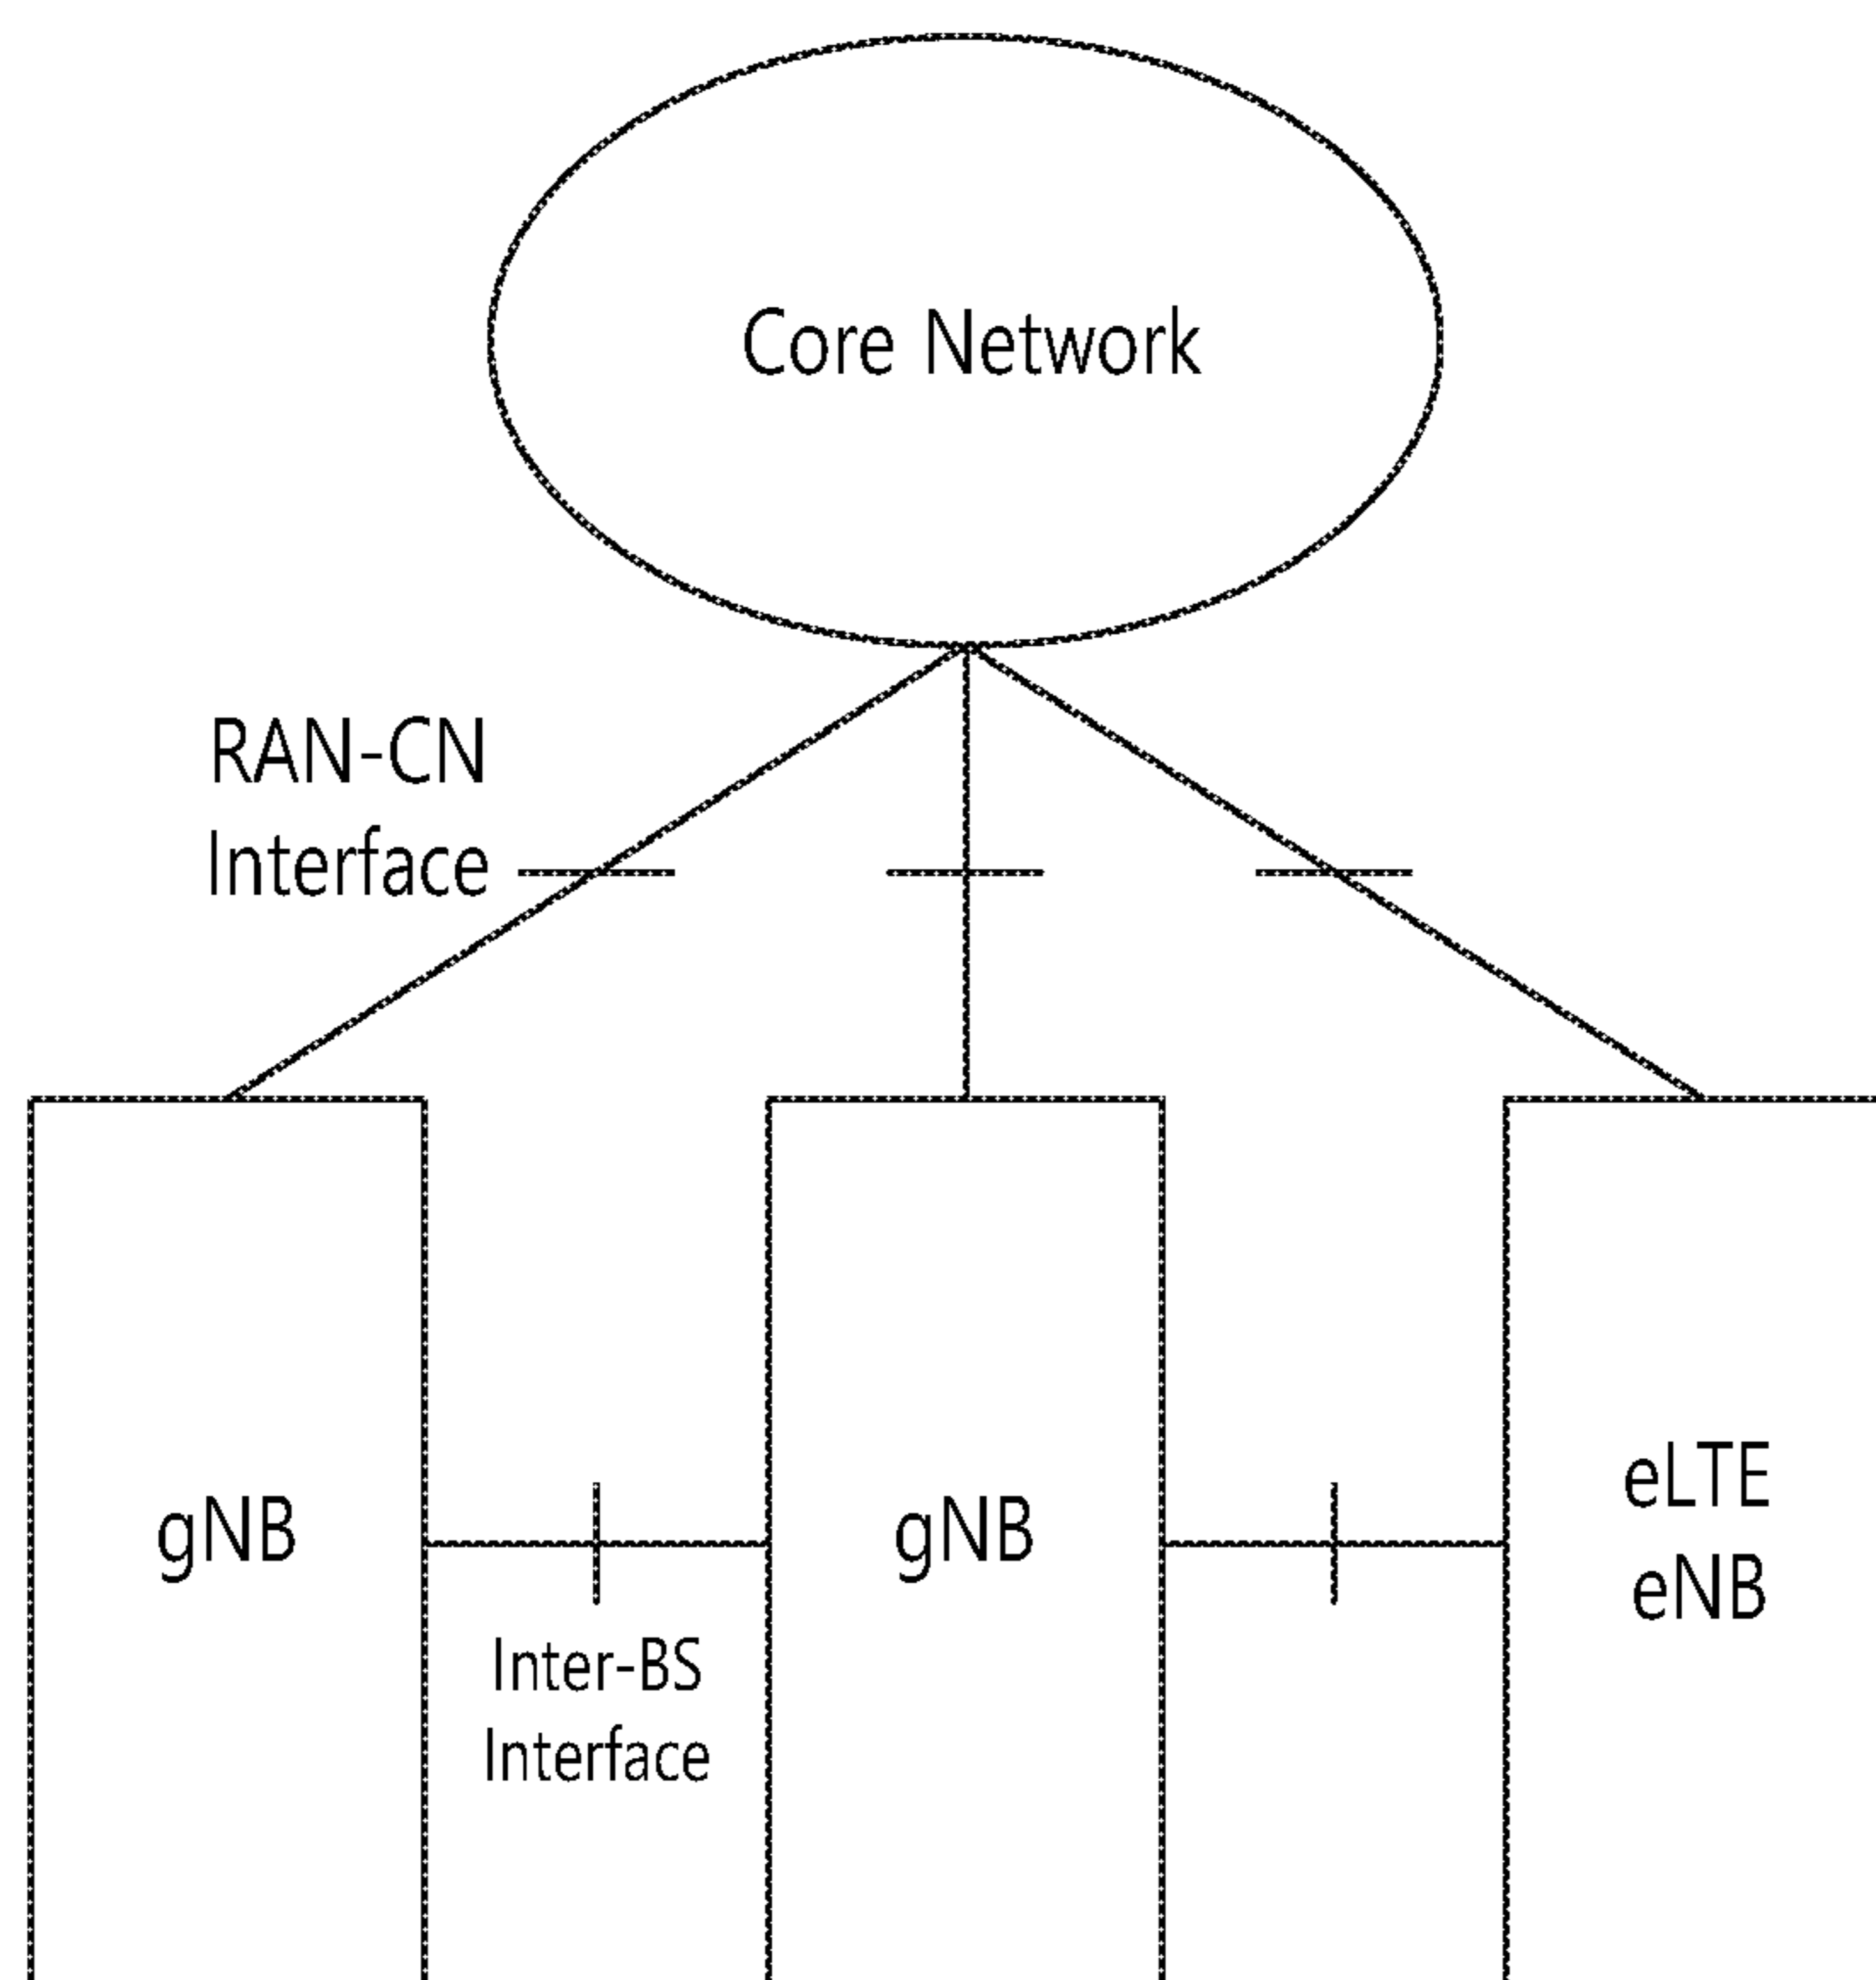 Core Network
RAN-CN
Interface
gNB
gNB
eLTE
eNB
Inter-BS
Interface